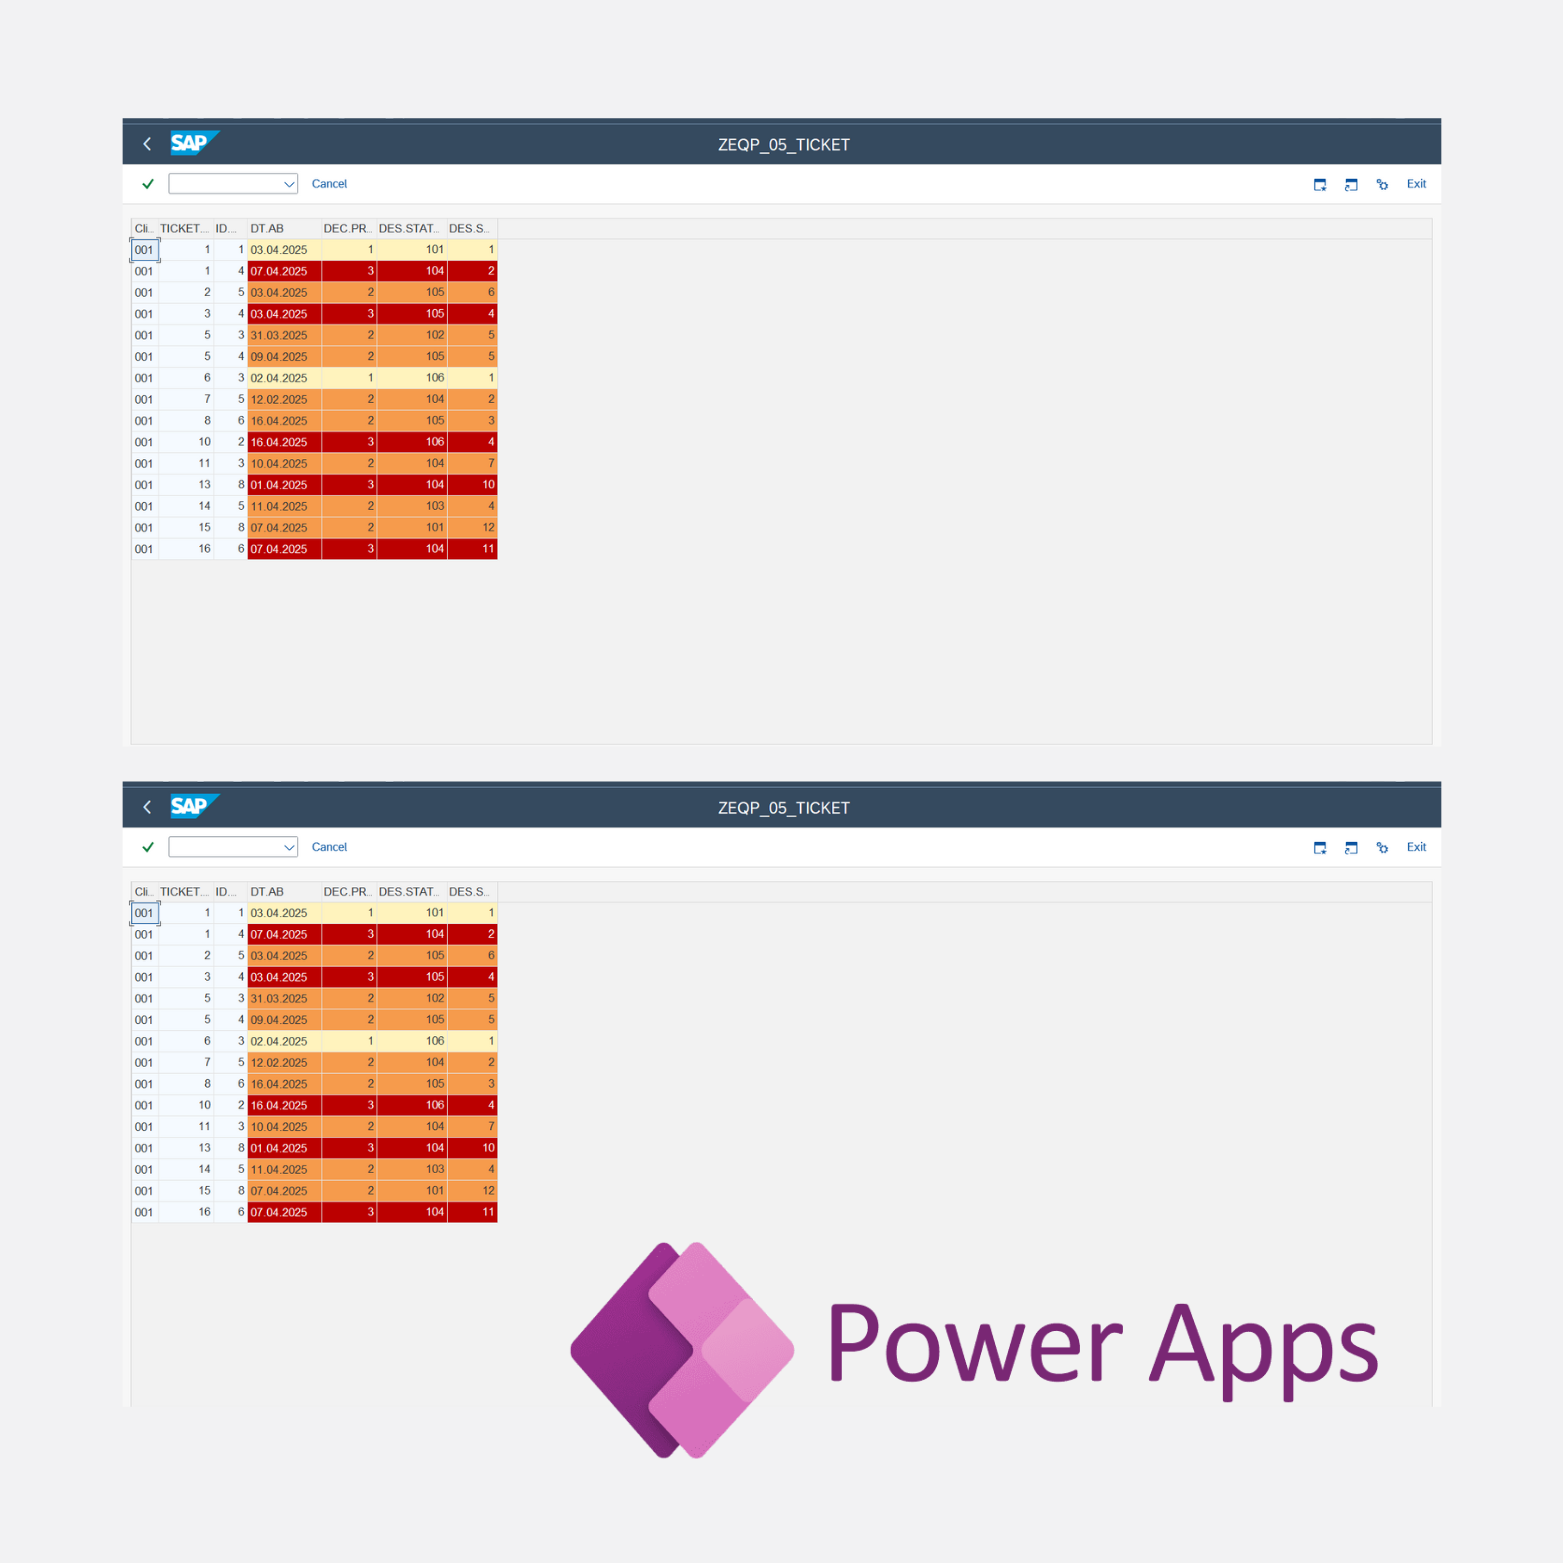 SAP ZEQP_05_TICKET
Cancel Exit
Cli... TICKET.... ID... DT.AB DEC.PR... DES.STAT... DES.S...
001 1 1 03.04.2025 1 101 1
001 1 4 07.04.2025 3 104 2
001 2 5 03.04.2025 2 105 6
001 3 4 03.04.2025 3 105 4
001 5 3 31.03.2025 2 102 5
001 5 4 09.04.2025 2 105 5
001 6 3 02.04.2025 1 106 1
001 7 5 12.02.2025 2 104 2
001 8 6 16.04.2025 2 105 3
001 10 2 16.04.2025 3 106 4
001 11 3 10.04.2025 2 104 7
001 13 8 01.04.2025 3 104 10
001 14 5 11.04.2025 2 103 4
001 15 8 07.04.2025 2 101 12
001 16 6 07.04.2025 3 104 11
SAP ZEQP_05_TICKET
Cancel Exit
Cli... TICKET.... ID... DT.AB DEC.PR... DES.STAT... DES.S...
001 1 1 03.04.2025 1 101 1
001 1 4 07.04.2025 3 104 2
001 2 5 03.04.2025 2 105 6
001 3 4 03.04.2025 3 105 4
001 5 3 31.03.2025 2 102 5
001 5 4 09.04.2025 2 105 5
001 6 3 02.04.2025 1 106 1
001 7 5 12.02.2025 2 104 2
001 8 6 16.04.2025 2 105 3
001 10 2 16.04.2025 3 106 4
001 11 3 10.04.2025 2 104 7
001 13 8 01.04.2025 3 104 10
001 14 5 11.04.2025 2 103 4
001 15 8 07.04.2025 2 101 12
001 16 6 07.04.2025 3 104 11
Power Apps